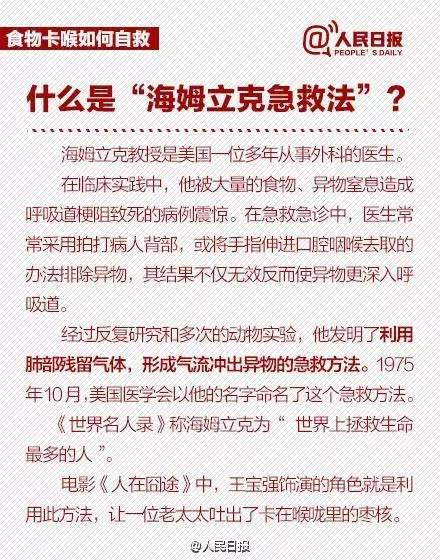 食物卡喉如何自救
@人民日报
PEOPLE'S DAILY
什么是“海姆立克急救法”？
海姆立克教授是美国一位多年从事外科的医生。
在临床实践中，他被大量的食物、异物窒息造成
呼吸道梗阻致死的病例震惊。在急救急诊中，医生常
常采用拍打病人背部，或将手指伸进口腔咽喉去取的
办法排除异物，其结果不仅无效反而使异物更深入呼
吸道。
经过反复研究和多次的动物实验，他发明了利用
肺部残留气体，形成气流冲出异物的急救方法。1975
年10月，美国医学会以他的名字命名了这个急救方法。
《世界名人录》称海姆立克为“ 世界上拯救生命
最多的人 ”。
电影《人在囧途》中，王宝强饰演的角色就是利
用此方法，让一位老太太吐出了卡在喉咙里的枣核。
@人民日报